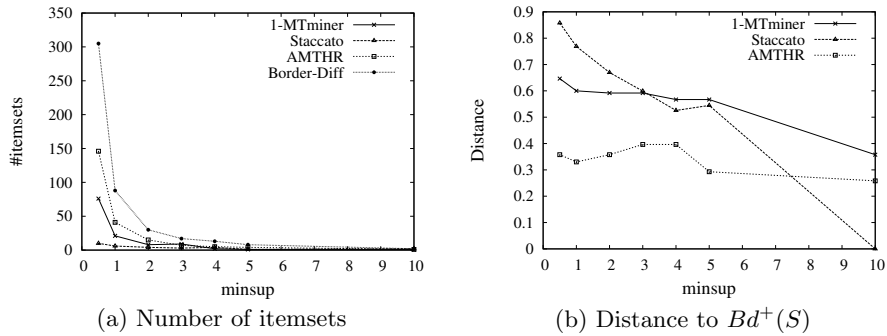 350
300
250
200
150
100
50
0
#itemsets
0 1 2 3 4 5 6 7 8 9 10
minsup
1-MTminer
Staccato
AMTHR
Border-Diff
(a) Number of itemsets
0.9
0.8
0.7
0.6
0.5
0.4
0.3
0.2
0.1
0
Distance
0 1 2 3 4 5 6 7 8 9 10
minsup
1-MTminer
Staccato
AMTHR
(b) Distance to Bd⁺(S)